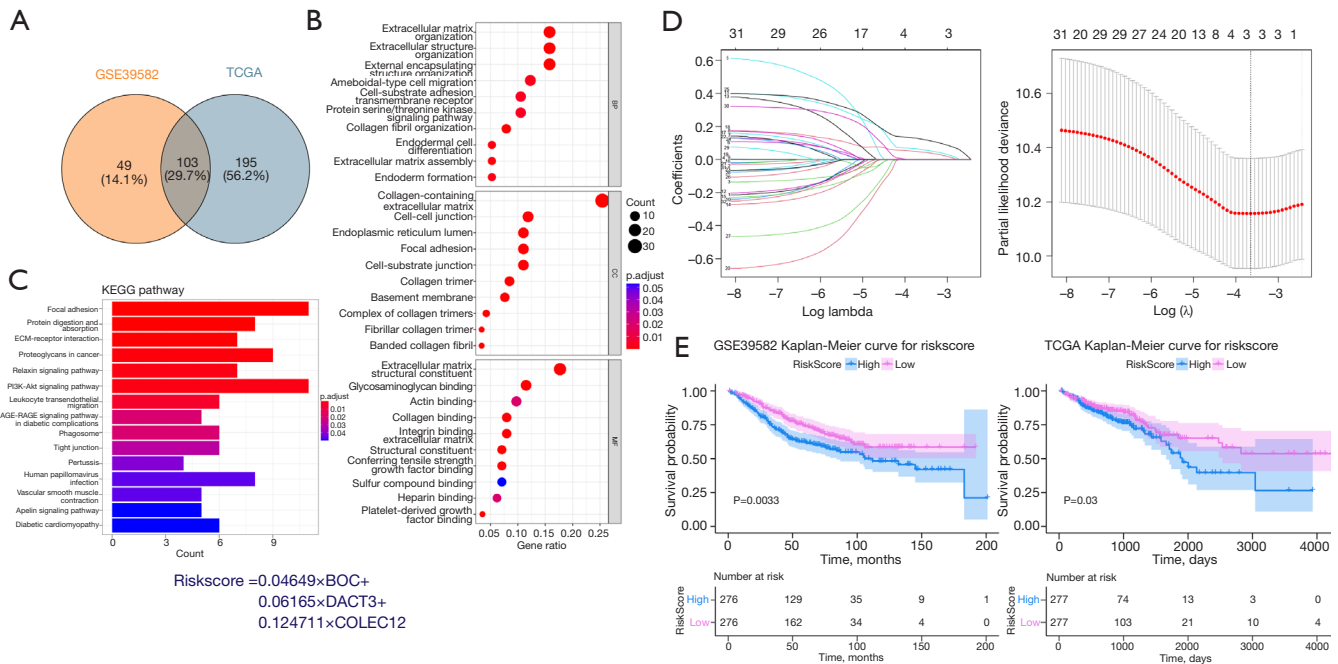 A
GSE39582
TCGA
49
(14.1%)
103
(29.7%)
195
(56.2%)
B
Extracellular matrix
organization
Extracellular structure
organization
External encapsulating
structure organization
Ameboidal-type cell migration
Cell-substrate adhesion
transmembrane receptor
Protein serine/threonine kinase
signaling pathway
Collagen fibril organization
Endodermal cell
differentiation
Extracellular matrix assembly
Endoderm formation
BP
Collagen-containing
extracellular matrix
Cell-cell junction
Endoplasmic reticulum lumen
Focal adhesion
Cell-substrate junction
Collagen trimer
Basement membrane
Complex of collagen trimers
Fibrillar collagen trimer
Banded collagen fibril
CC
Extracellular matrix
structural constituent
Glycosaminoglycan binding
Actin binding
Collagen binding
Integrin binding
extracellular matrix
Structural constituent
Conferring tensile strength
growth factor binding
Sulfur compound binding
Heparin binding
Platelet-derived growth
factor binding
MF
0.05 0.10 0.15 0.20 0.25
Gene ratio
Count
10
20
30
p.adjust
0.05
0.04
0.03
0.02
0.01
C
KEGG pathway
Focal adhesion
Protein digestion and
absorption
ECM-receptor interaction
Proteoglycans in cancer
Relaxin signaling pathway
PI3K-Akt signaling pathway
Leukocyte transendothelial
migration
AGE-RAGE signaling pathway
in diabetic complications
Phagosome
Tight junction
Pertussis
Human papillomavirus
infection
Vascular smooth muscle
contraction
Apelin signaling pathway
Diabetic cardiomyopathy
0 3 6 9
Count
p.adjust
0.01
0.02
0.03
0.04
Riskscore =0.04649×BOC+
0.06165×DACT3+
0.124711×COLEC12
D
31 29 26 17 4 3
Coefficients
0.6
0.4
0.2
0.0
−0.2
−0.4
−0.6
−8 −7 −6 −5 −4 −3
Log lambda
31 20 29 29 27 24 20 13 8 4 3 3 3 1
Partial likelihood deviance
10.6
10.4
10.2
10.0
−8 −7 −6 −5 −4 −3
Log (λ)
E
GSE39582 Kaplan-Meier curve for riskscore
RiskScore High Low
Survival probability
1.00
0.75
0.50
0.25
0.00
P=0.0033
0 50 100 150 200
Time, months
Number at risk
RiskScore
High 276 129 35 9 1
Low 276 162 34 4 0
0 50 100 150 200
Time, months
TCGA Kaplan-Meier curve for riskscore
RiskScore High Low
Survival probability
1.00
0.75
0.50
0.25
0.00
P=0.03
0 1000 2000 3000 4000
Time, days
Number at risk
RiskScore
High 277 74 13 3 0
Low 277 103 21 10 4
0 1000 2000 3000 4000
Time, days